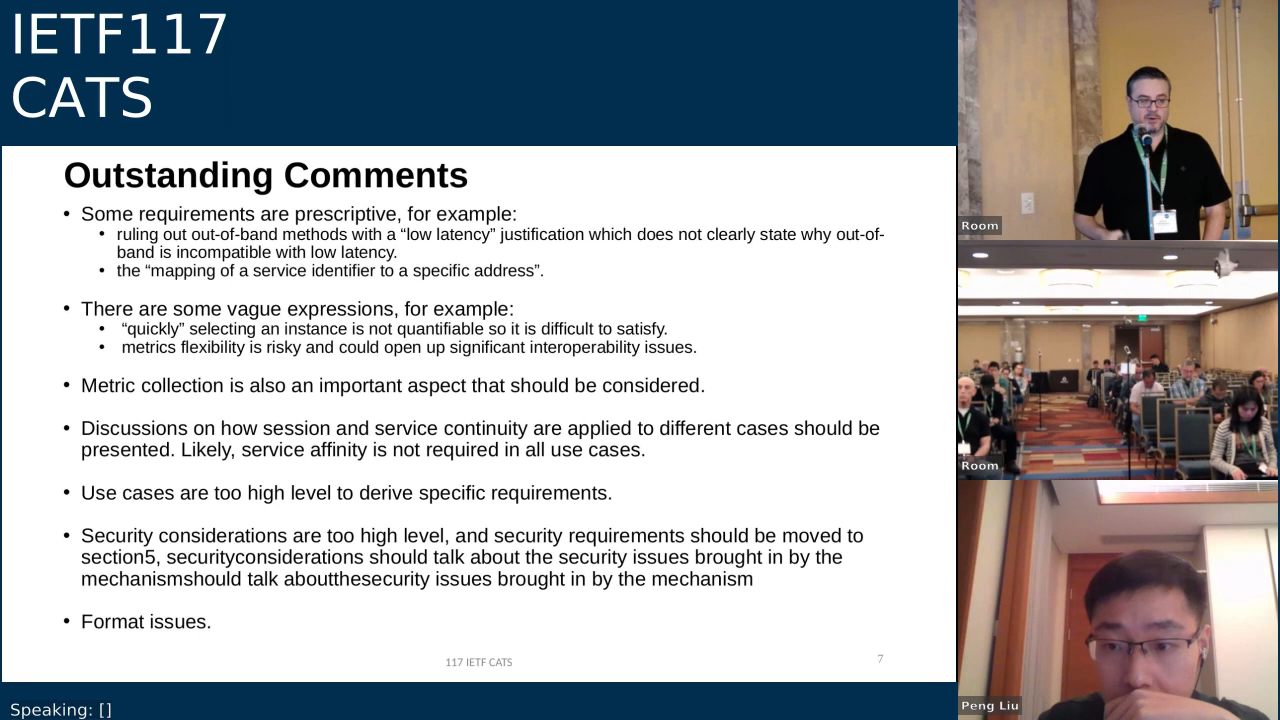 IETF117
CATS
Outstanding Comments
• Some requirements are prescriptive, for example:
• ruling out out-of-band methods with a “low latency” justification which does not clearly state why out-of-
band is incompatible with low latency.
• the “mapping of a service identifier to a specific address”.
• There are some vague expressions, for example:
• “quickly” selecting an instance is not quantifiable so it is difficult to satisfy.
• metrics flexibility is risky and could open up significant interoperability issues.
• Metric collection is also an important aspect that should be considered.
• Discussions on how session and service continuity are applied to different cases should be
presented. Likely, service affinity is not required in all use cases.
• Use cases are too high level to derive specific requirements.
• Security considerations are too high level, and security requirements should be moved to
section5, securityconsiderations should talk about the security issues brought in by the
mechanismshould talk aboutthesecurity issues brought in by the mechanism
• Format issues.
117 IETF CATS
7
Speaking: []
Room
Room
Peng Liu